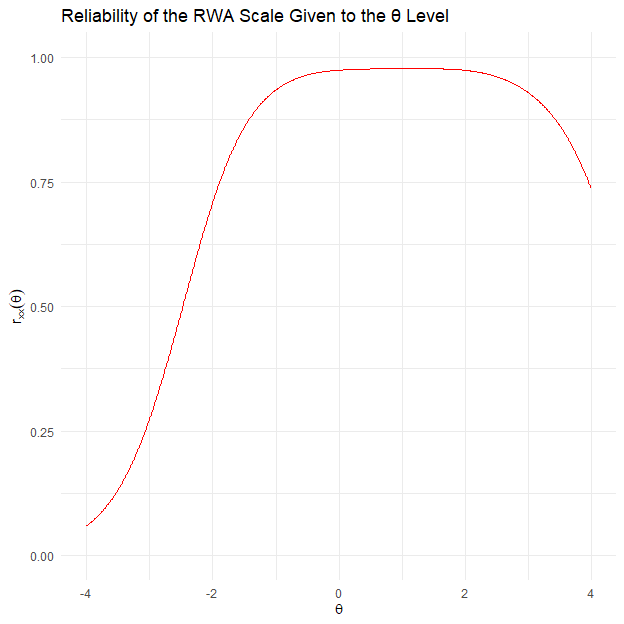 Reliability of the RWA Scale Given to the θ Level
1.00
0.75
0.50
0.25
0.00
rxx(θ)
-4 -2 0 2 4
θ